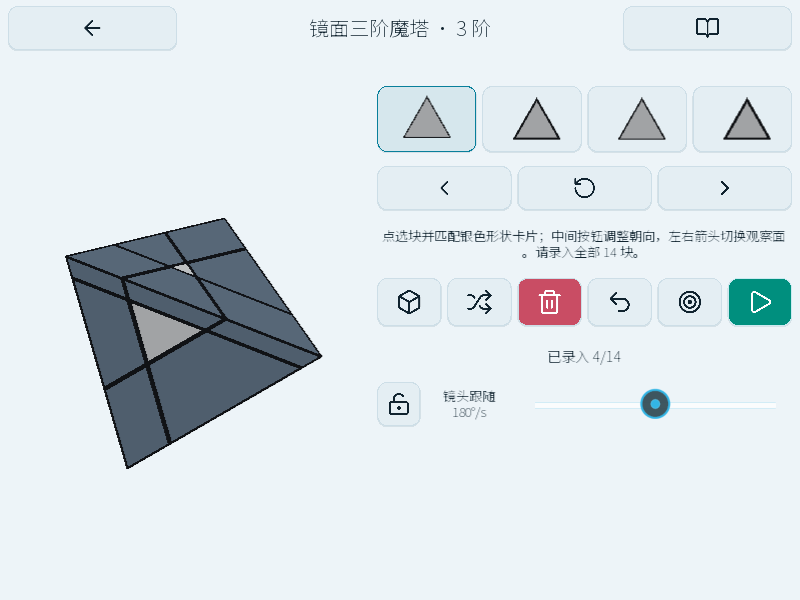 镜面三阶魔塔 · 3 阶
点选块并匹配银色形状卡片；中间按钮调整朝向，左右箭头切换观察面
。请录入全部 14 块。
已录入 4/14
镜头跟随
180°/s